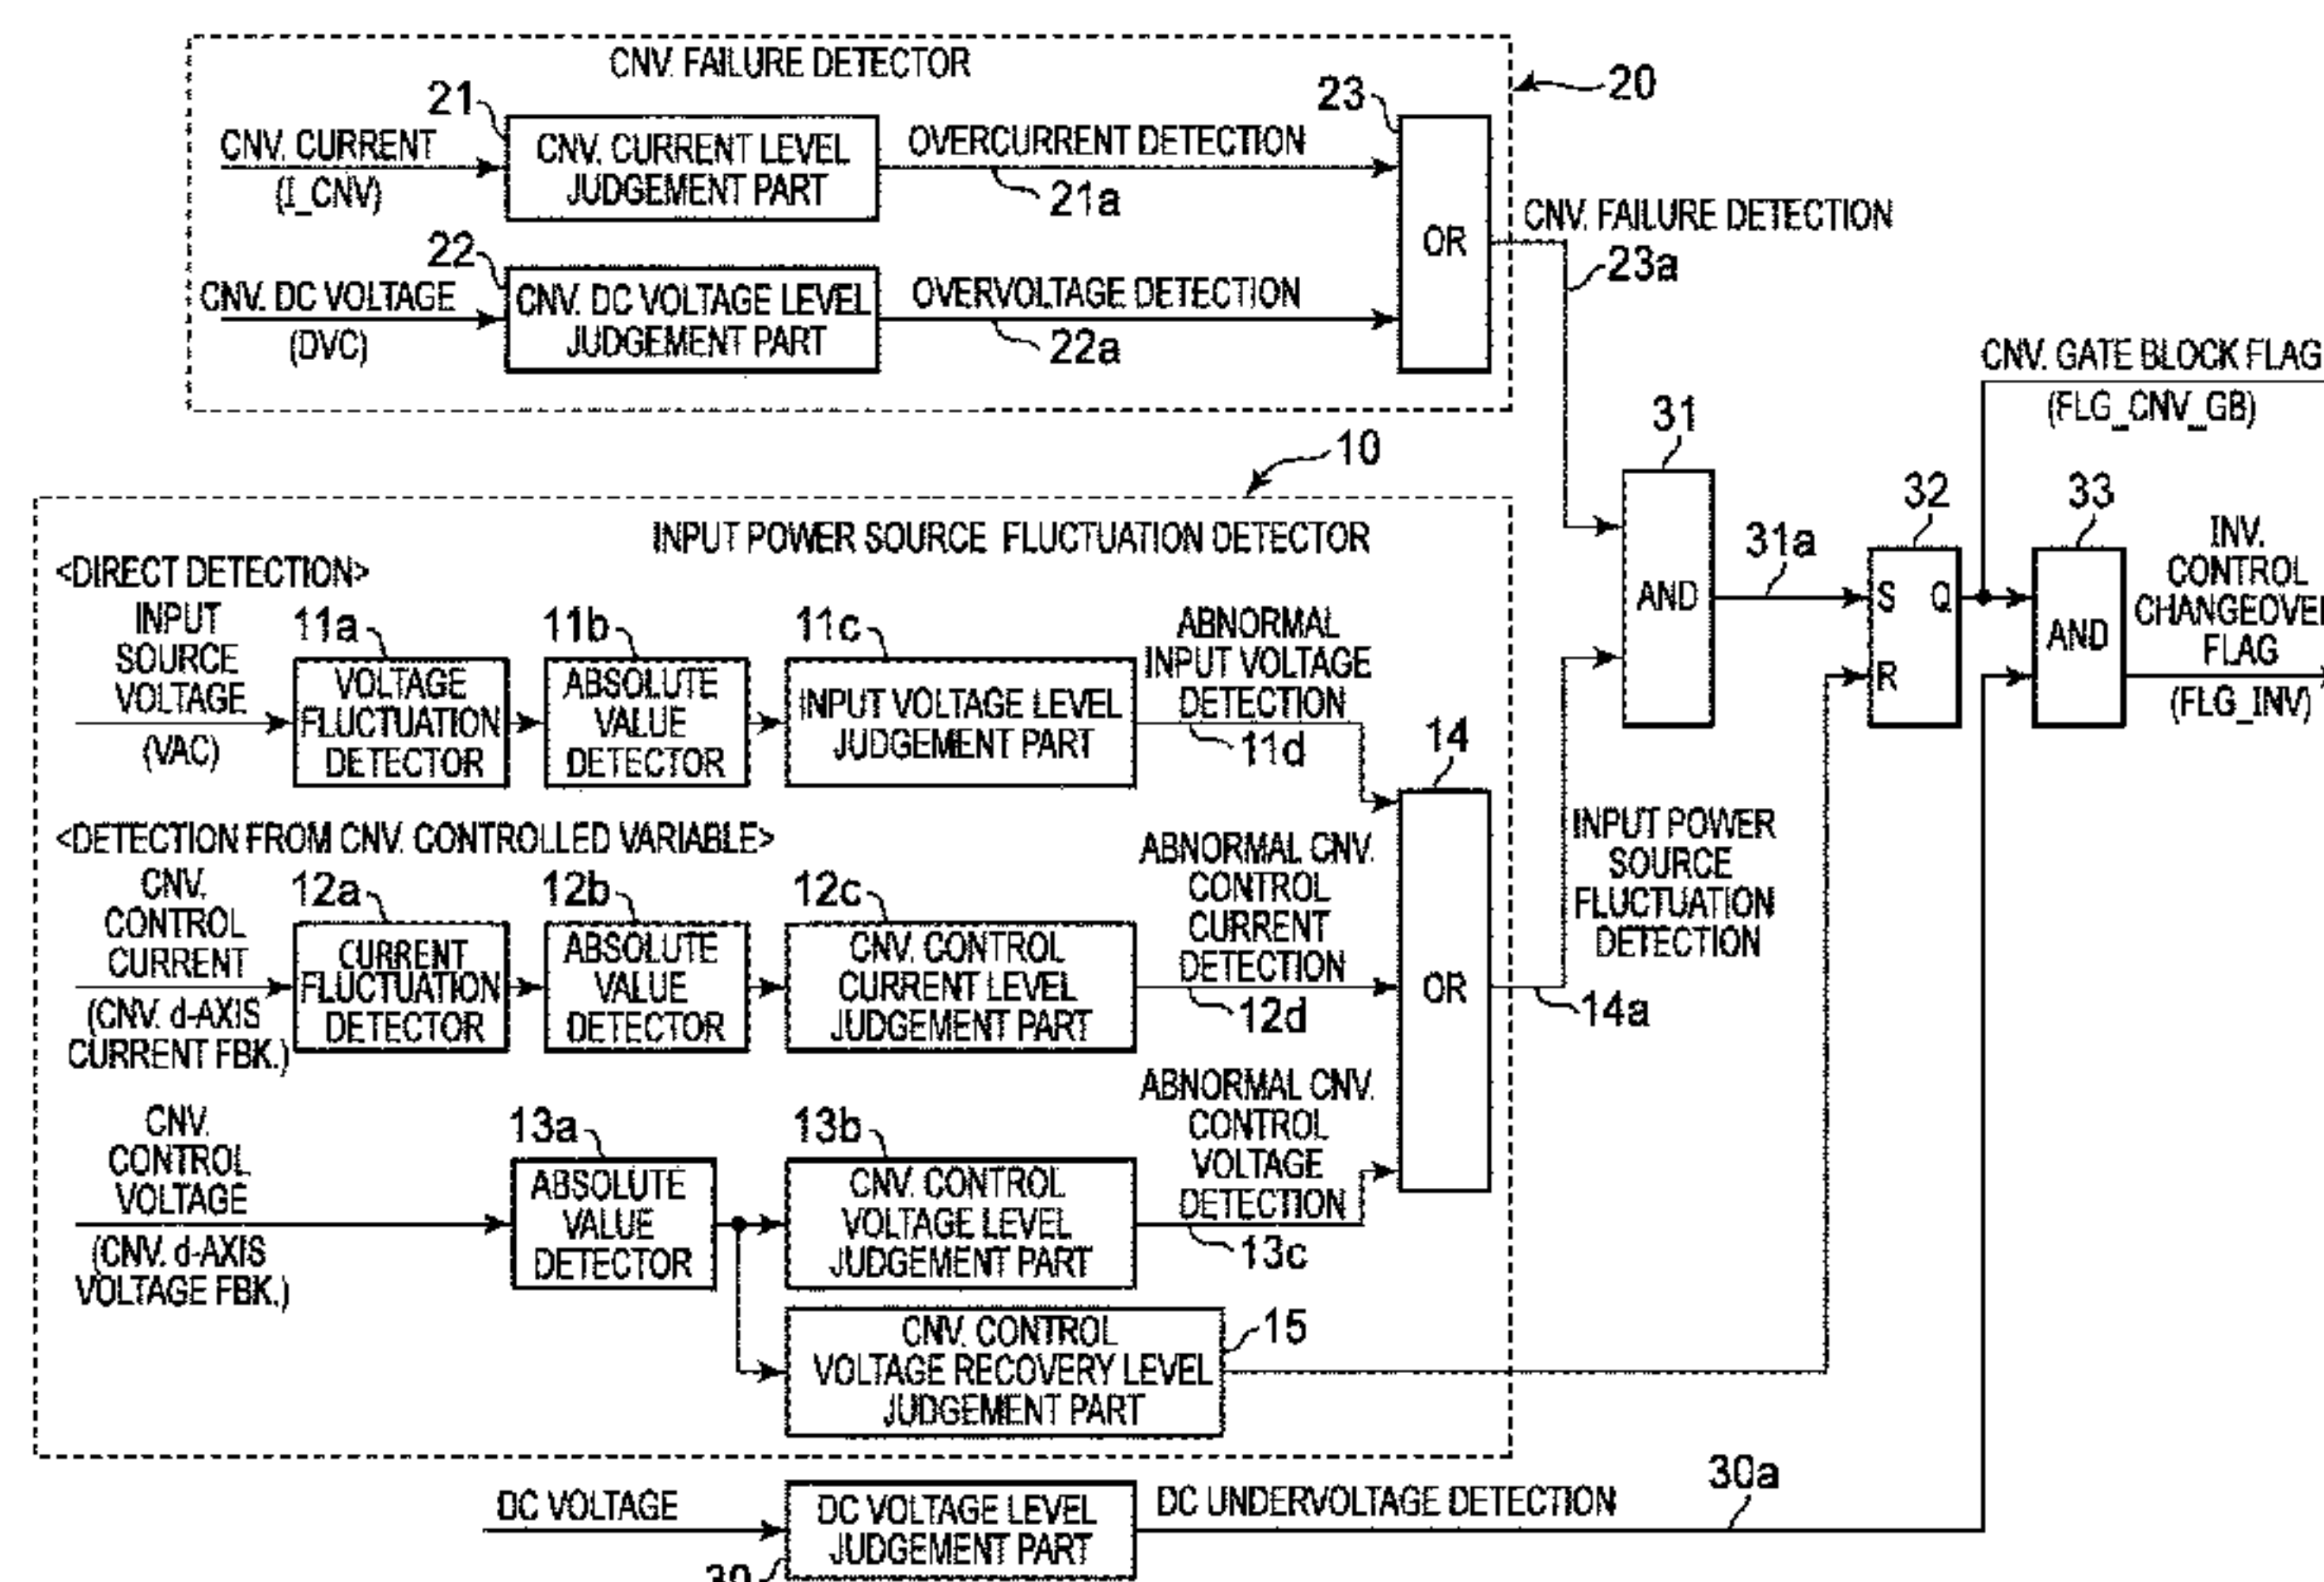 CNV. FAILURE DETECTOR
20
21
23
CNV. CURRENT
(I_CNV)
CNV. CURRENT LEVEL
JUDGEMENT PART
OVERCURRENT DETECTION
21a
OR
CNV. FAILURE DETECTION
23a
22
CNV. DC VOLTAGE
(DVC)
CNV. DC VOLTAGE LEVEL
JUDGEMENT PART
OVERVOLTAGE DETECTION
22a
CNV. GATE BLOCK FLAG
(FLG_CNV_GB)
10
INPUT POWER SOURCE FLUCTUATION DETECTOR
31
AND
31a
32
S Q
R
33
AND
INV.
CONTROL
CHANGEOVER
FLAG
(FLG_INV)
<DIRECT DETECTION>
INPUT
SOURCE
VOLTAGE
(VAC)
11a
VOLTAGE
FLUCTUATION
DETECTOR
11b
ABSOLUTE
VALUE
DETECTOR
11c
INPUT VOLTAGE LEVEL
JUDGEMENT PART
ABNORMAL
INPUT VOLTAGE
DETECTION
11d
14
OR
INPUT POWER
SOURCE
FLUCTUATION
DETECTION
14a
<DETECTION FROM CNV. CONTROLLED VARIABLE>
CNV.
CONTROL
CURRENT
(CNV. d-AXIS
CURRENT FBK.)
12a
CURRENT
FLUCTUATION
DETECTOR
12b
ABSOLUTE
VALUE
DETECTOR
12c
CNV. CONTROL
CURRENT LEVEL
JUDGEMENT PART
ABNORMAL CNV.
CONTROL
CURRENT
DETECTION
12d
CNV.
CONTROL
VOLTAGE
(CNV. d-AXIS
VOLTAGE FBK.)
13a
ABSOLUTE
VALUE
DETECTOR
13b
CNV. CONTROL
VOLTAGE LEVEL
JUDGEMENT PART
ABNORMAL CNV.
CONTROL
VOLTAGE
DETECTION
13c
CNV. CONTROL
VOLTAGE RECOVERY LEVEL
JUDGEMENT PART
15
DC VOLTAGE
DC VOLTAGE LEVEL
JUDGEMENT PART
30
DC UNDERVOLTAGE DETECTION
30a